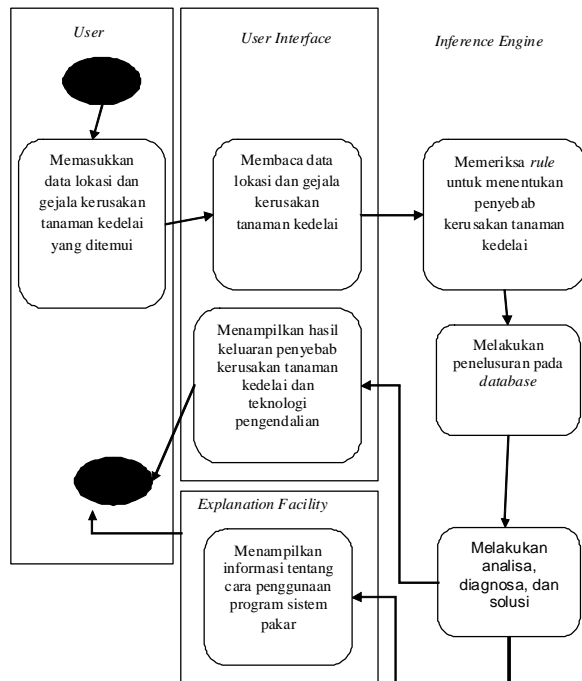 User
User Interface
Inference Engine
Memasukkan
data lokasi dan
gejala kerusakan
tanaman kedelai
yang ditemui
Membaca data
lokasi dan gejala
kerusakan
tanaman kedelai
Memeriksa rule
untuk menentukan
penyebab
kerusakan tanaman
kedelai
Menampilkan hasil
keluaran penyebab
kerusakan tanaman
kedelai dan
teknologi
pengendalian
Melakukan
penelusuran pada
database
Explanation Facility
Menampilkan
informasi tentang
cara penggunaan
program sistem
pakar
Melakukan
analisa,
diagnosa, dan
solusi